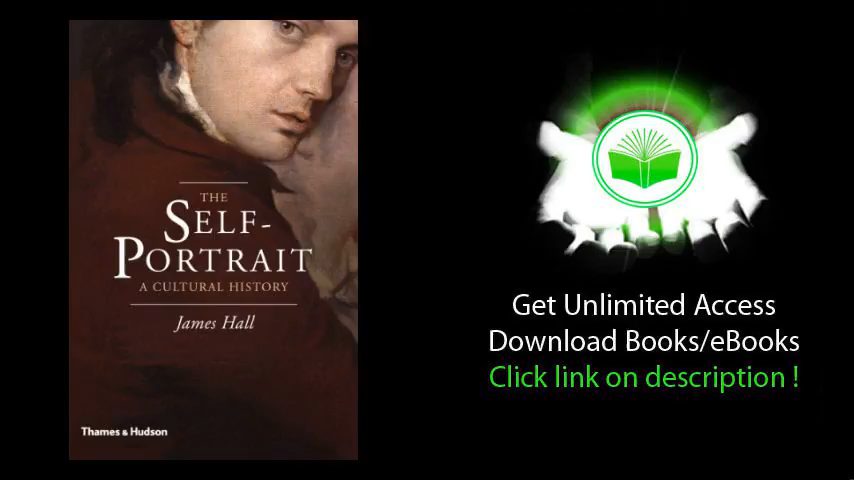 THE
SELF-
PORTRAIT
A CULTURAL HISTORY
James Hall
Thames & Hudson
Get Unlimited Access
Download Books/eBooks
Click link on description !